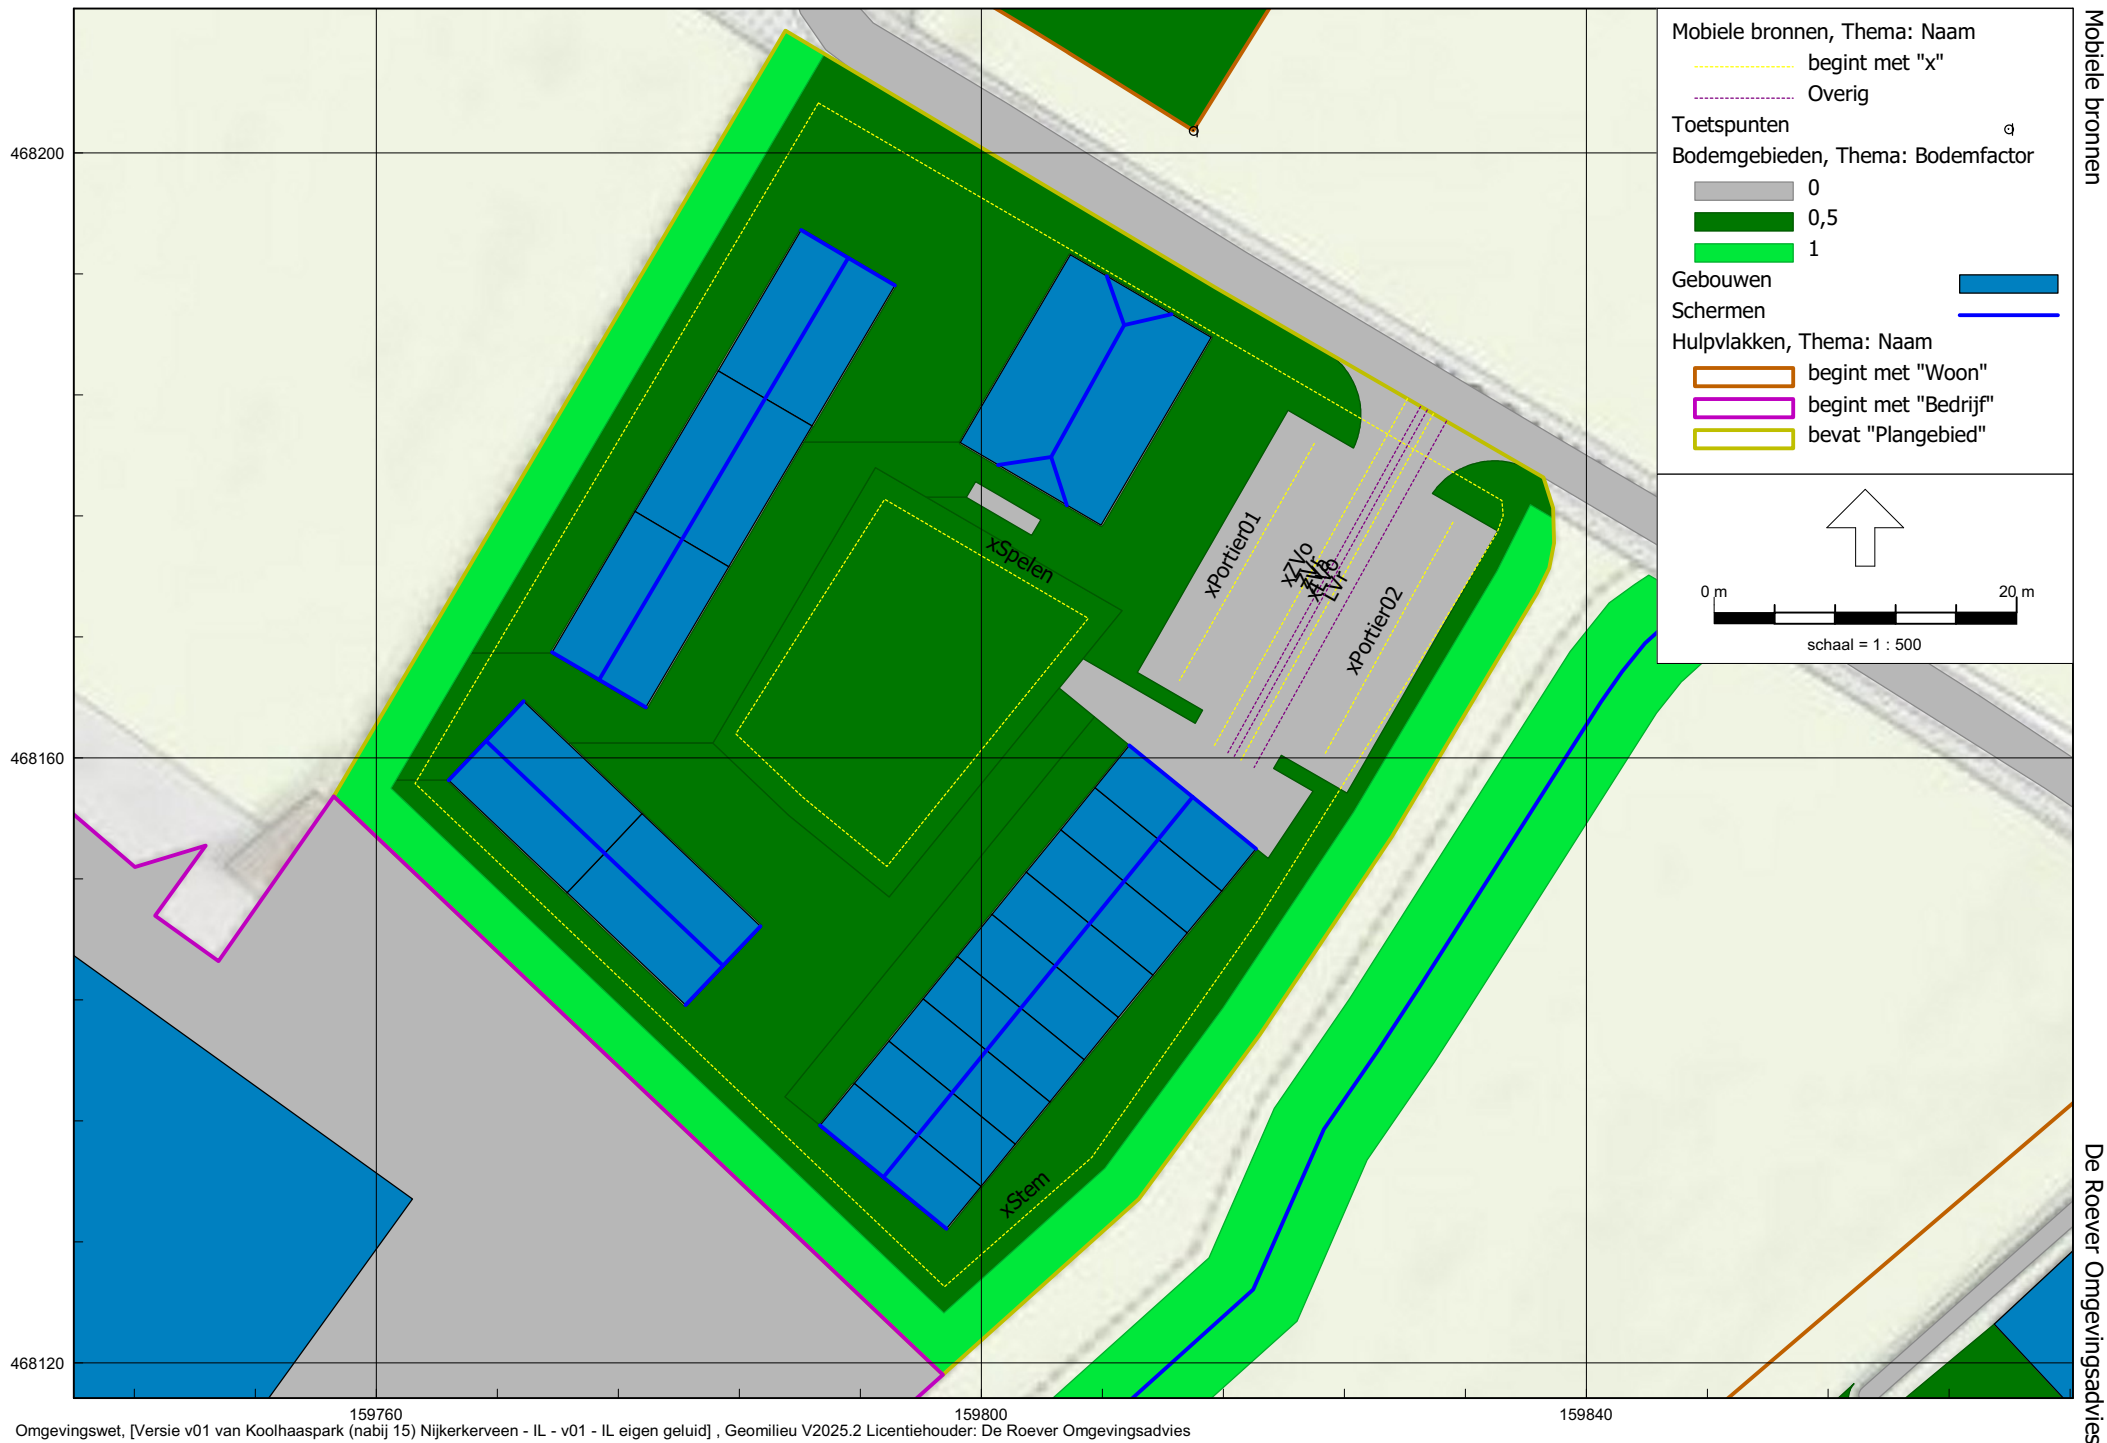 Mobiele bronnen, Thema: Naam
begint met "x"
Overig
Toetspunten
Bodemgebieden, Thema: Bodemfactor
0
0,5
1
Gebouwen
Schermen
Hulpvlakken, Thema: Naam
begint met "Woon"
begint met "Bedrijf"
bevat "Plangebied"
0 m
20 m
schaal = 1 : 500
Mobiele bronnen
De Roever Omgevingsadvies
468200
468160
468120
159760
159800
159840
xSpelen
xPortier01
xZVo
xLVo
LVr
xPortier02
xStem
Omgevingswet, [Versie v01 van Koolhaaspark (nabij 15) Nijkerkerveen - IL - v01 - IL eigen geluid] , Geomilieu V2025.2 Licentiehouder: De Roever Omgevingsadvies